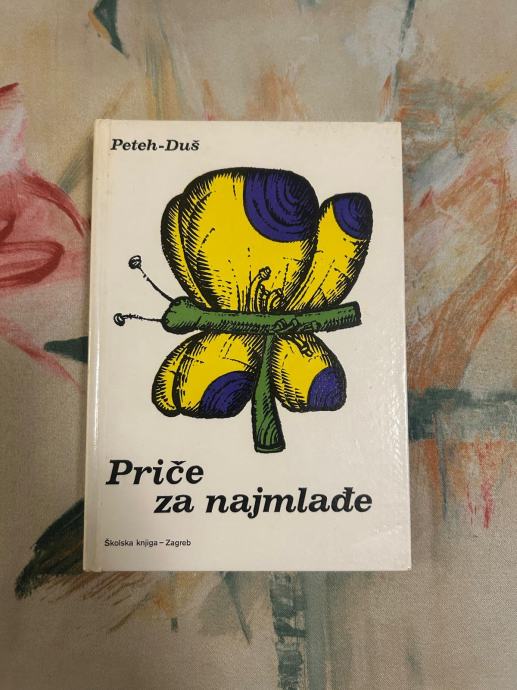 Peteh-Duš
Priče
za najmlađe
Školska knjiga – Zagreb